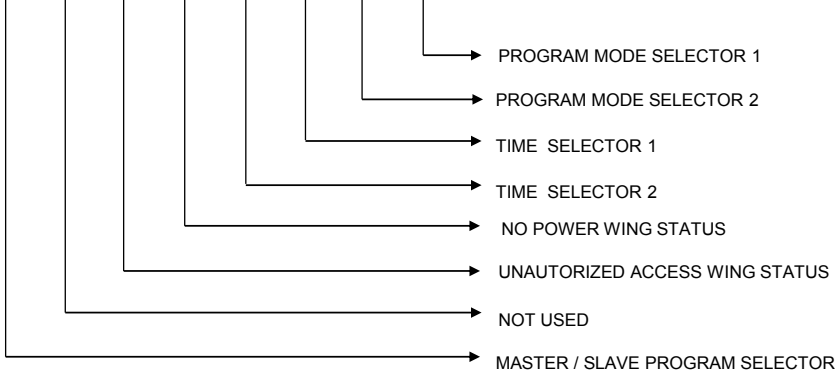 PROGRAM MODE SELECTOR 1
PROGRAM MODE SELECTOR 2
TIME SELECTOR 1
TIME SELECTOR 2
NO POWER WING STATUS
UNAUTORIZED ACCESS WING STATUS
NOT USED
MASTER / SLAVE PROGRAM SELECTOR